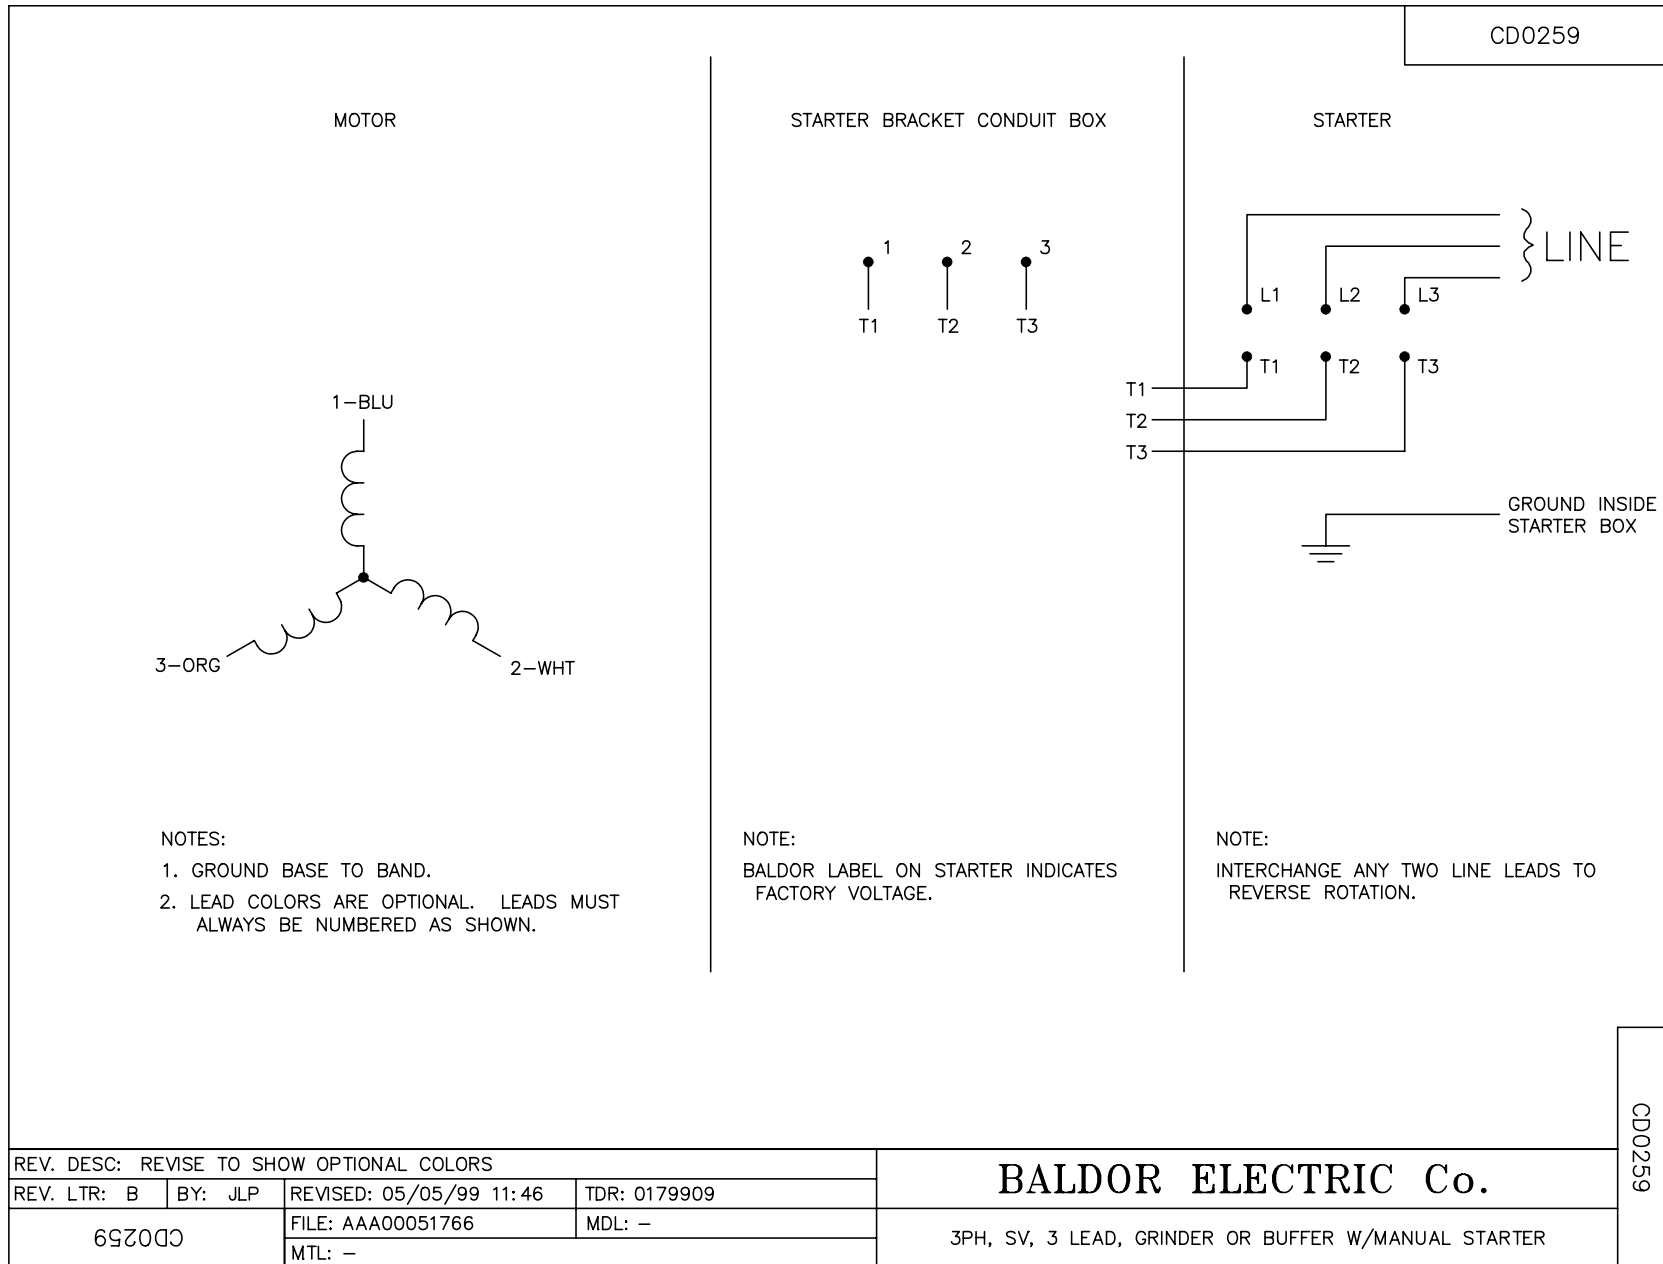 CD0259
MOTOR
STARTER BRACKET CONDUIT BOX
STARTER
1
2
3
T1
T2
T3
LINE
L1
L2
L3
T1
T2
T3
T1
T2
T3
1-BLU
3-ORG
2-WHT
GROUND INSIDE
STARTER BOX
NOTES:
1. GROUND BASE TO BAND.
2. LEAD COLORS ARE OPTIONAL. LEADS MUST
ALWAYS BE NUMBERED AS SHOWN.
NOTE:
BALDOR LABEL ON STARTER INDICATES
FACTORY VOLTAGE.
NOTE:
INTERCHANGE ANY TWO LINE LEADS TO
REVERSE ROTATION.
CD0259
REV. DESC: REVISE TO SHOW OPTIONAL COLORS
REV. LTR: B
BY: JLP
REVISED: 05/05/99 11:46
TDR: 0179909
CD0259
FILE: AAA00051766
MDL: -
MTL: -
BALDOR ELECTRIC Co.
3PH, SV, 3 LEAD, GRINDER OR BUFFER W/MANUAL STARTER